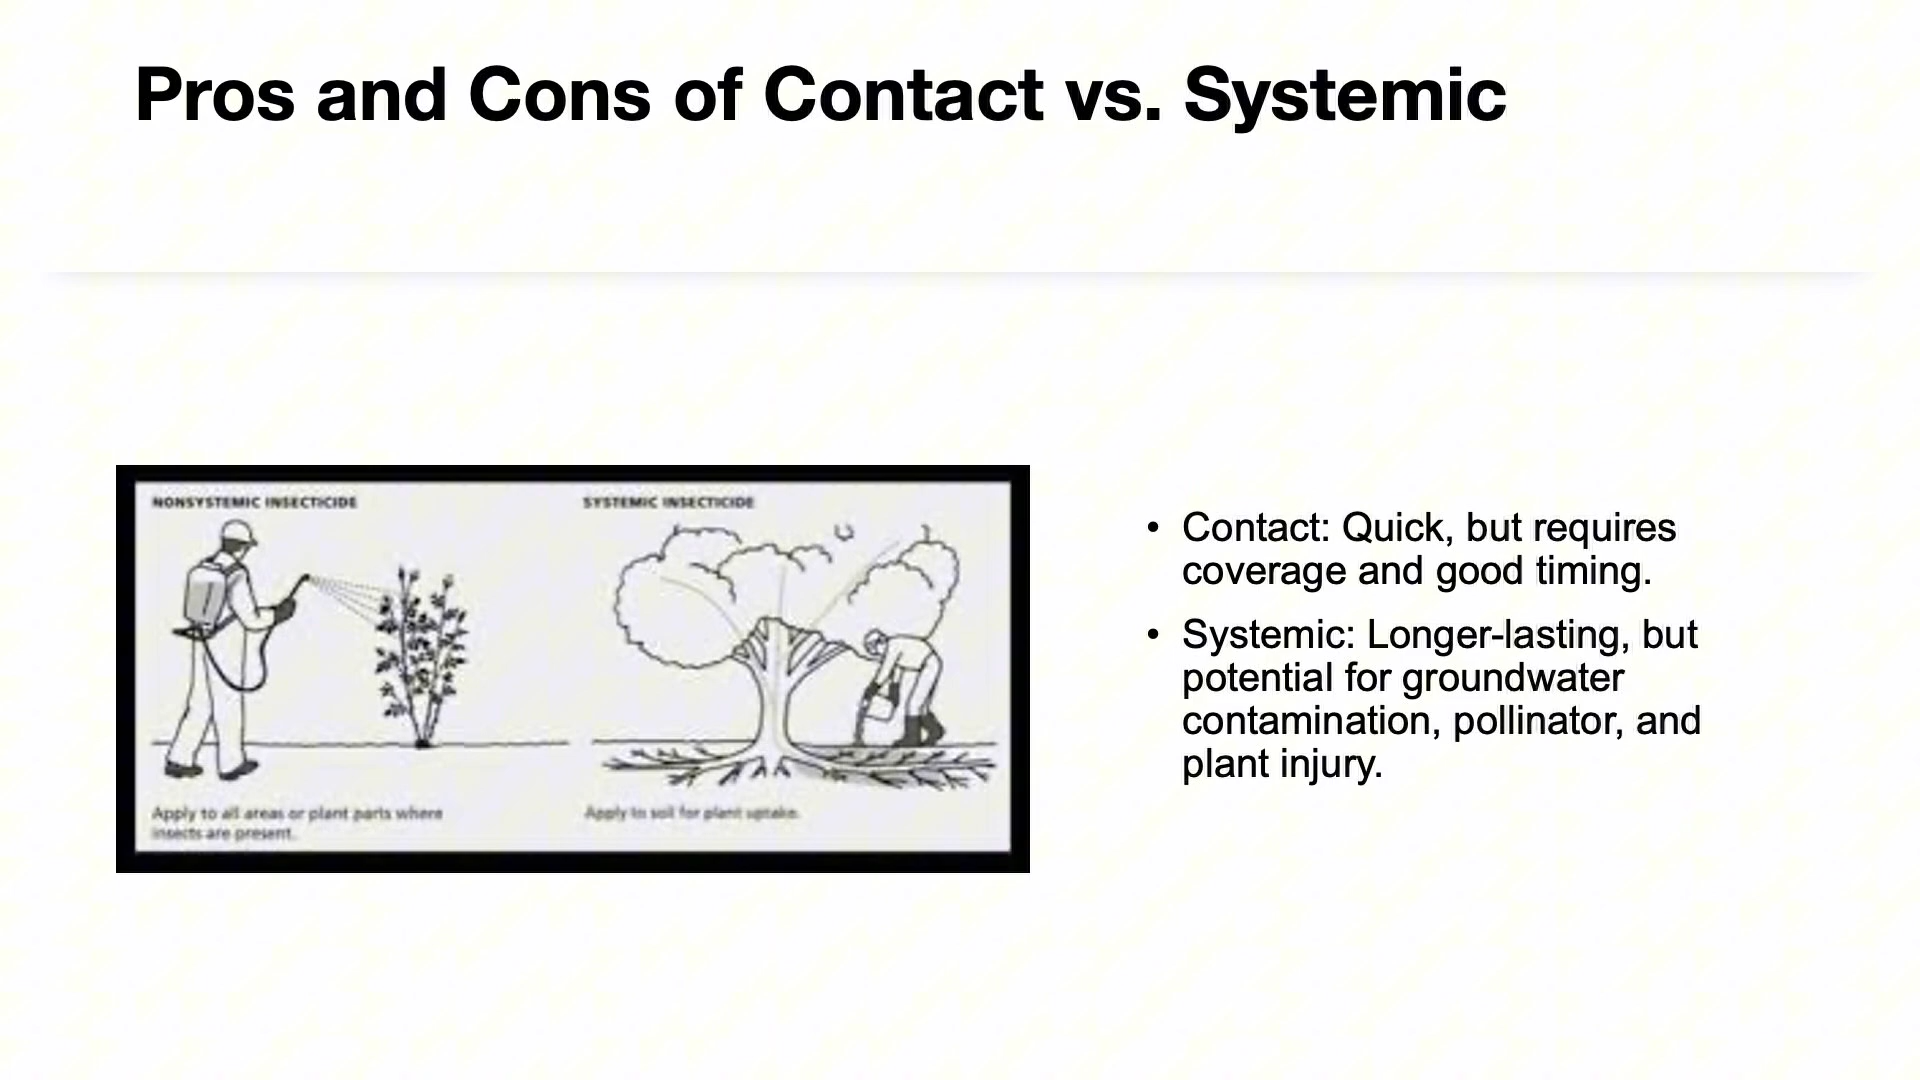 Pros and Cons of Contact vs. Systemic
NONSYSTEMIC INSECTICIDE
SYSTEMIC INSECTICIDE
Apply to all areas or plant parts where
insects are present.
Apply to soil for plant uptake.
• Contact: Quick, but requires
coverage and good timing.
• Systemic: Longer-lasting, but
potential for groundwater
contamination, pollinator, and
plant injury.